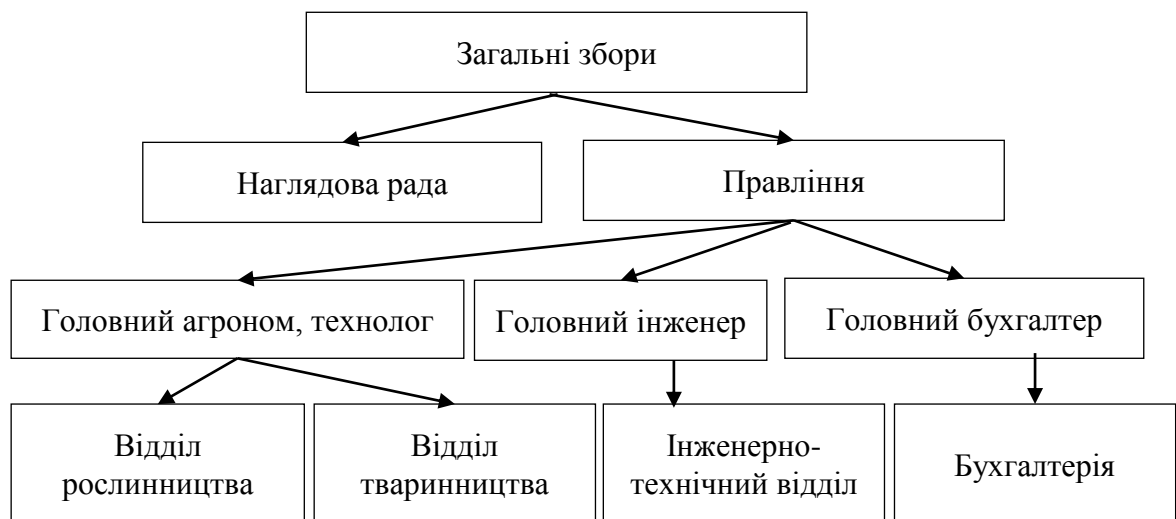 Загальні збори
Наглядова рада
Правління
Головний агроном, технолог
Головний інженер
Головний бухгалтер
Відділ
рослинництва
Відділ
тваринництва
Інженерно-
технічний відділ
Бухгалтерія